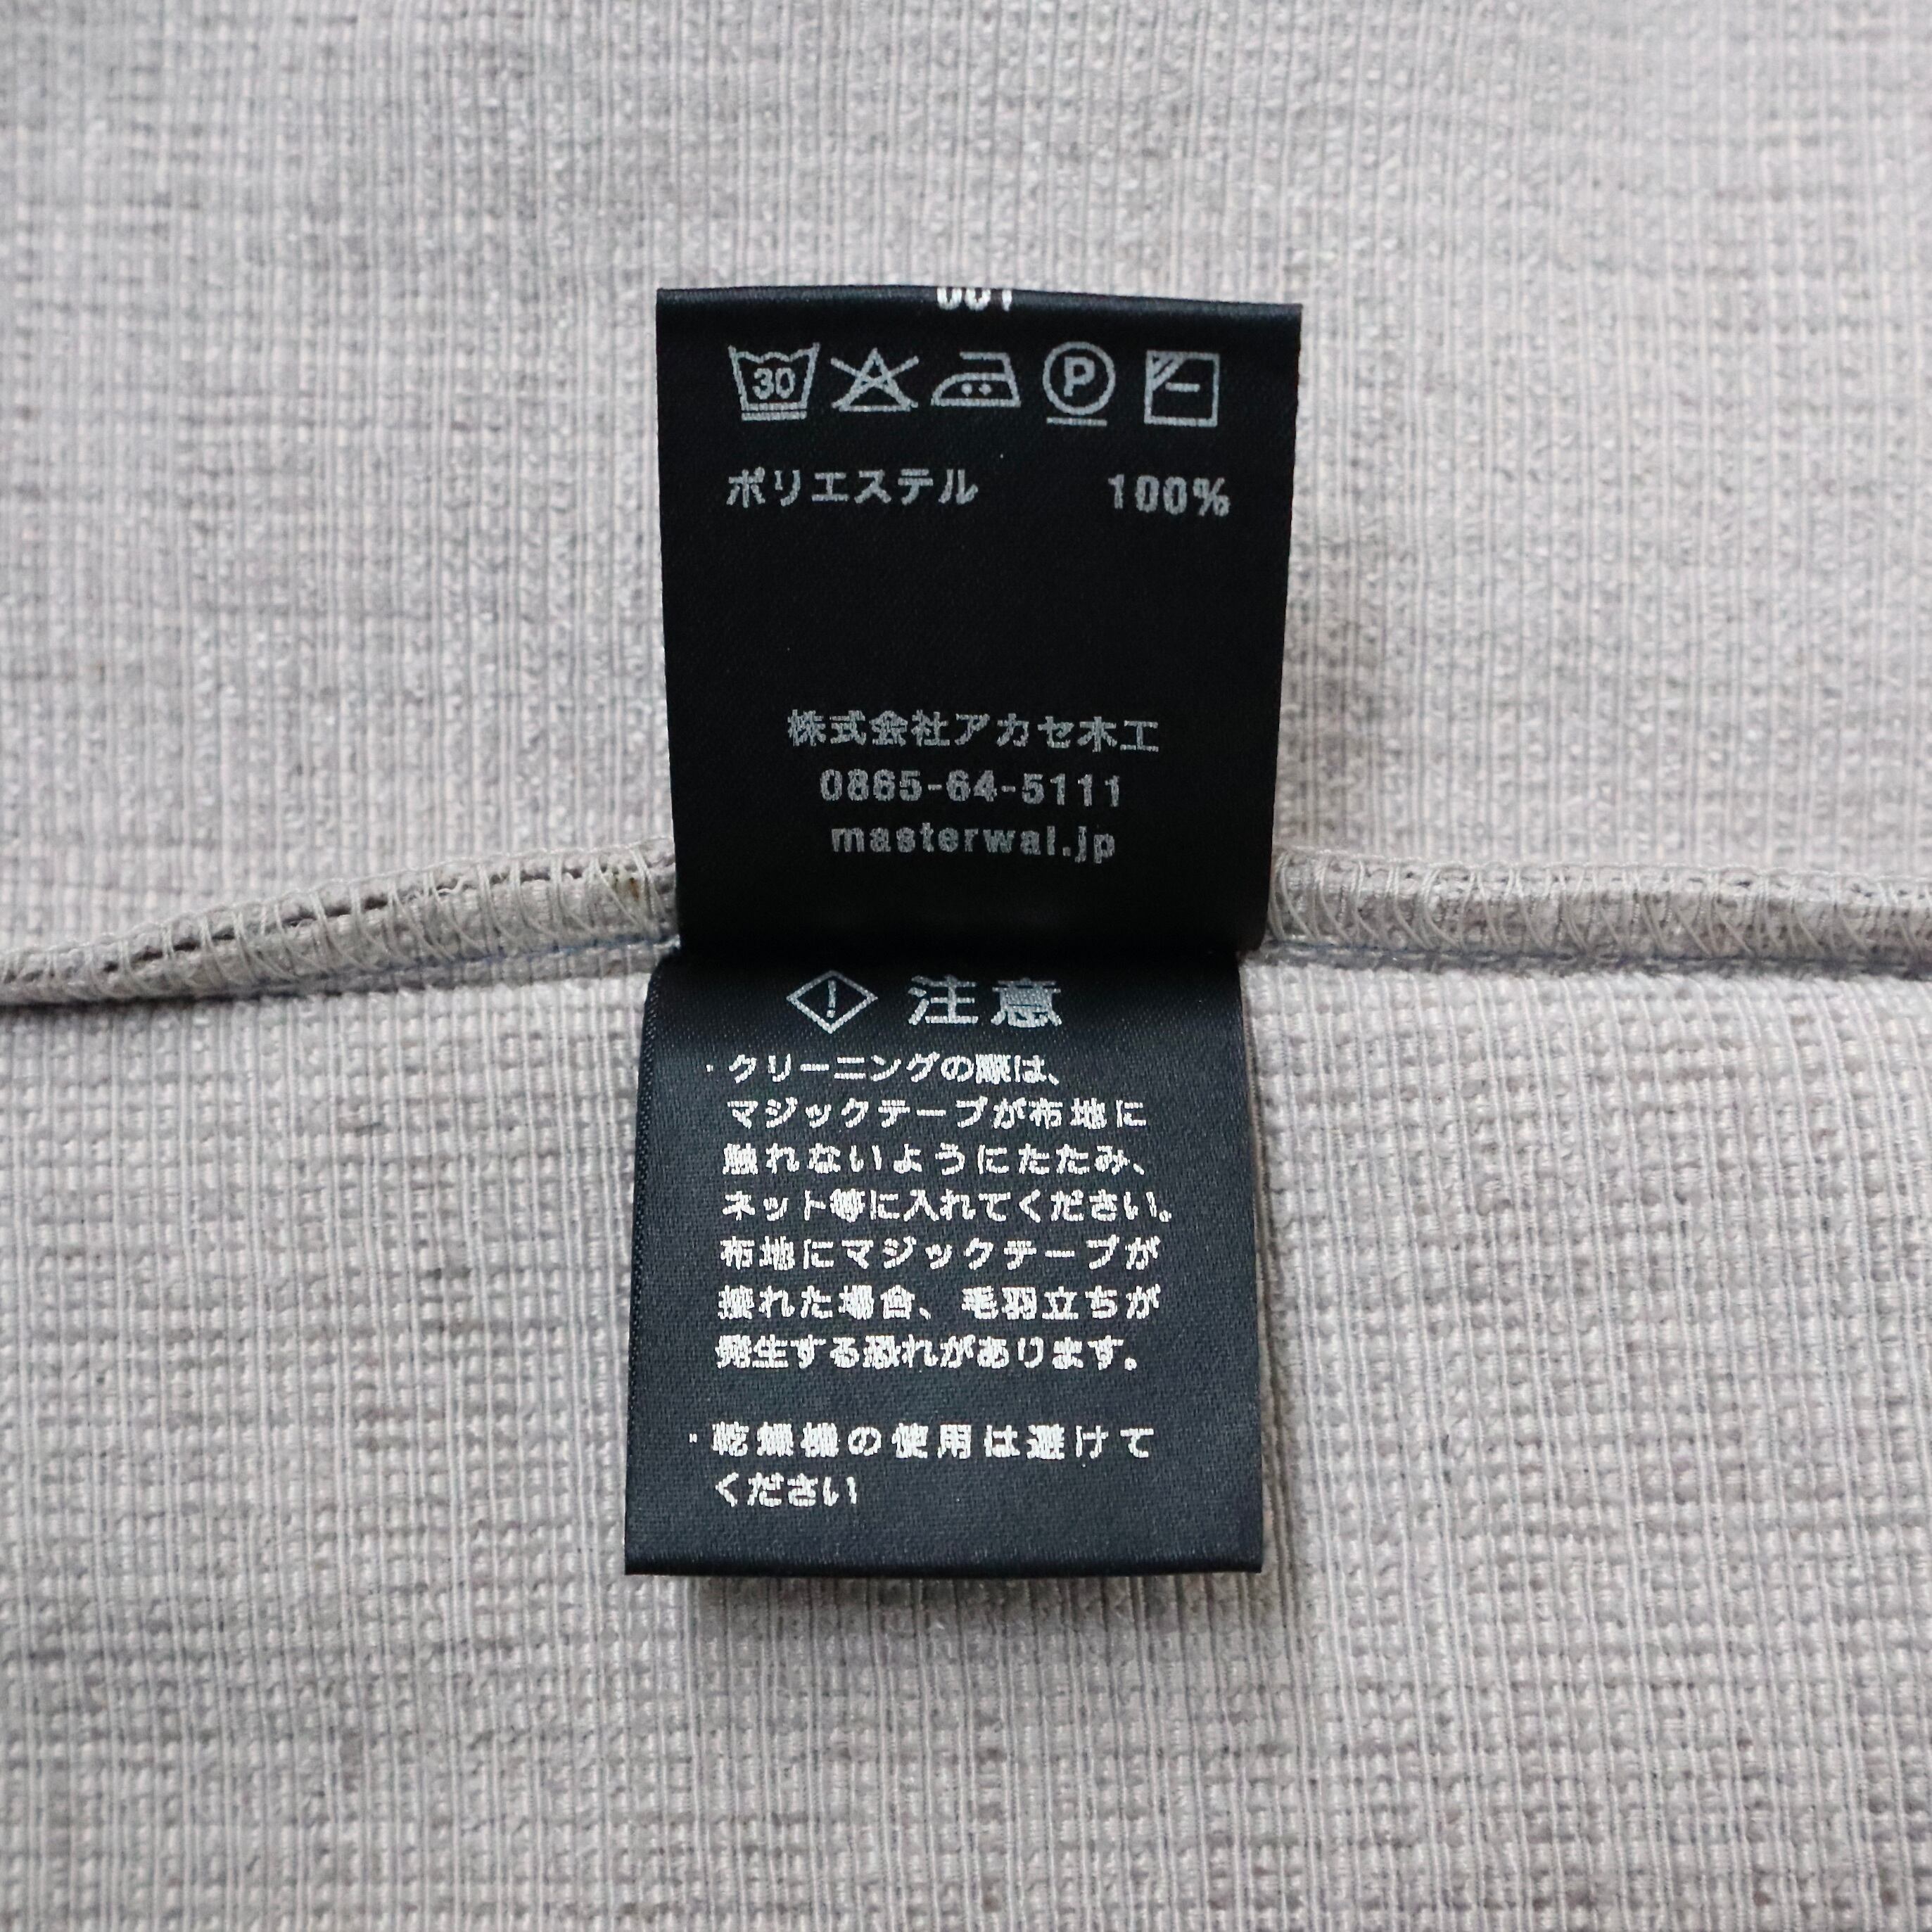 001
30 P
ポリエステル 100%
株式会社アカセ木工
0865-64-5111
masterwal.jp
注意
・クリーニングの際は、
マジックテープが布地に
触れないようにたたみ、
ネット等に入れてください。
布地にマジックテープが
擦れた場合、毛羽立ちが
発生する恐れがあります。
・乾燥機の使用は避けて
ください